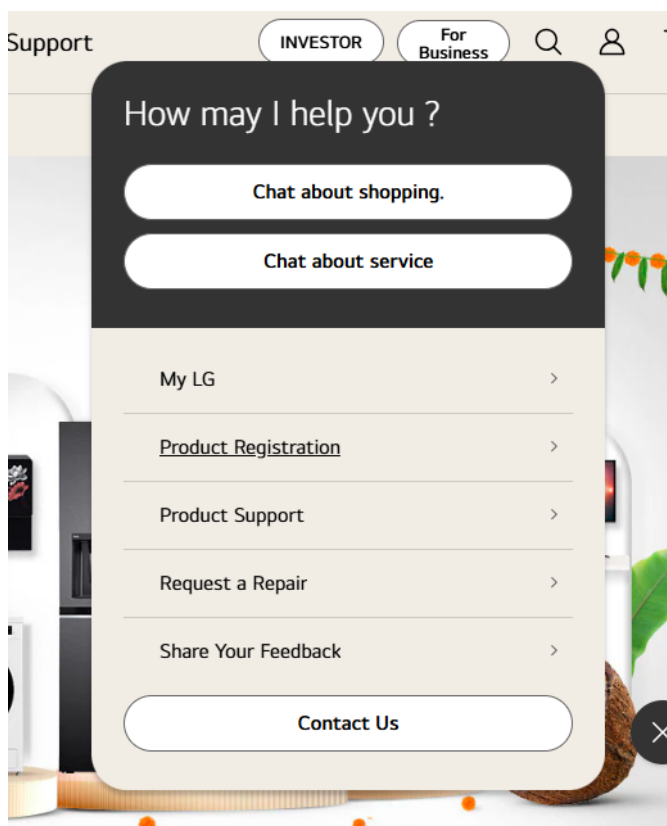 Support
INVESTOR
For
Business
How may I help you ?
Chat about shopping.
Chat about service
My LG
Product Registration
Product Support
Request a Repair
Share Your Feedback
Contact Us